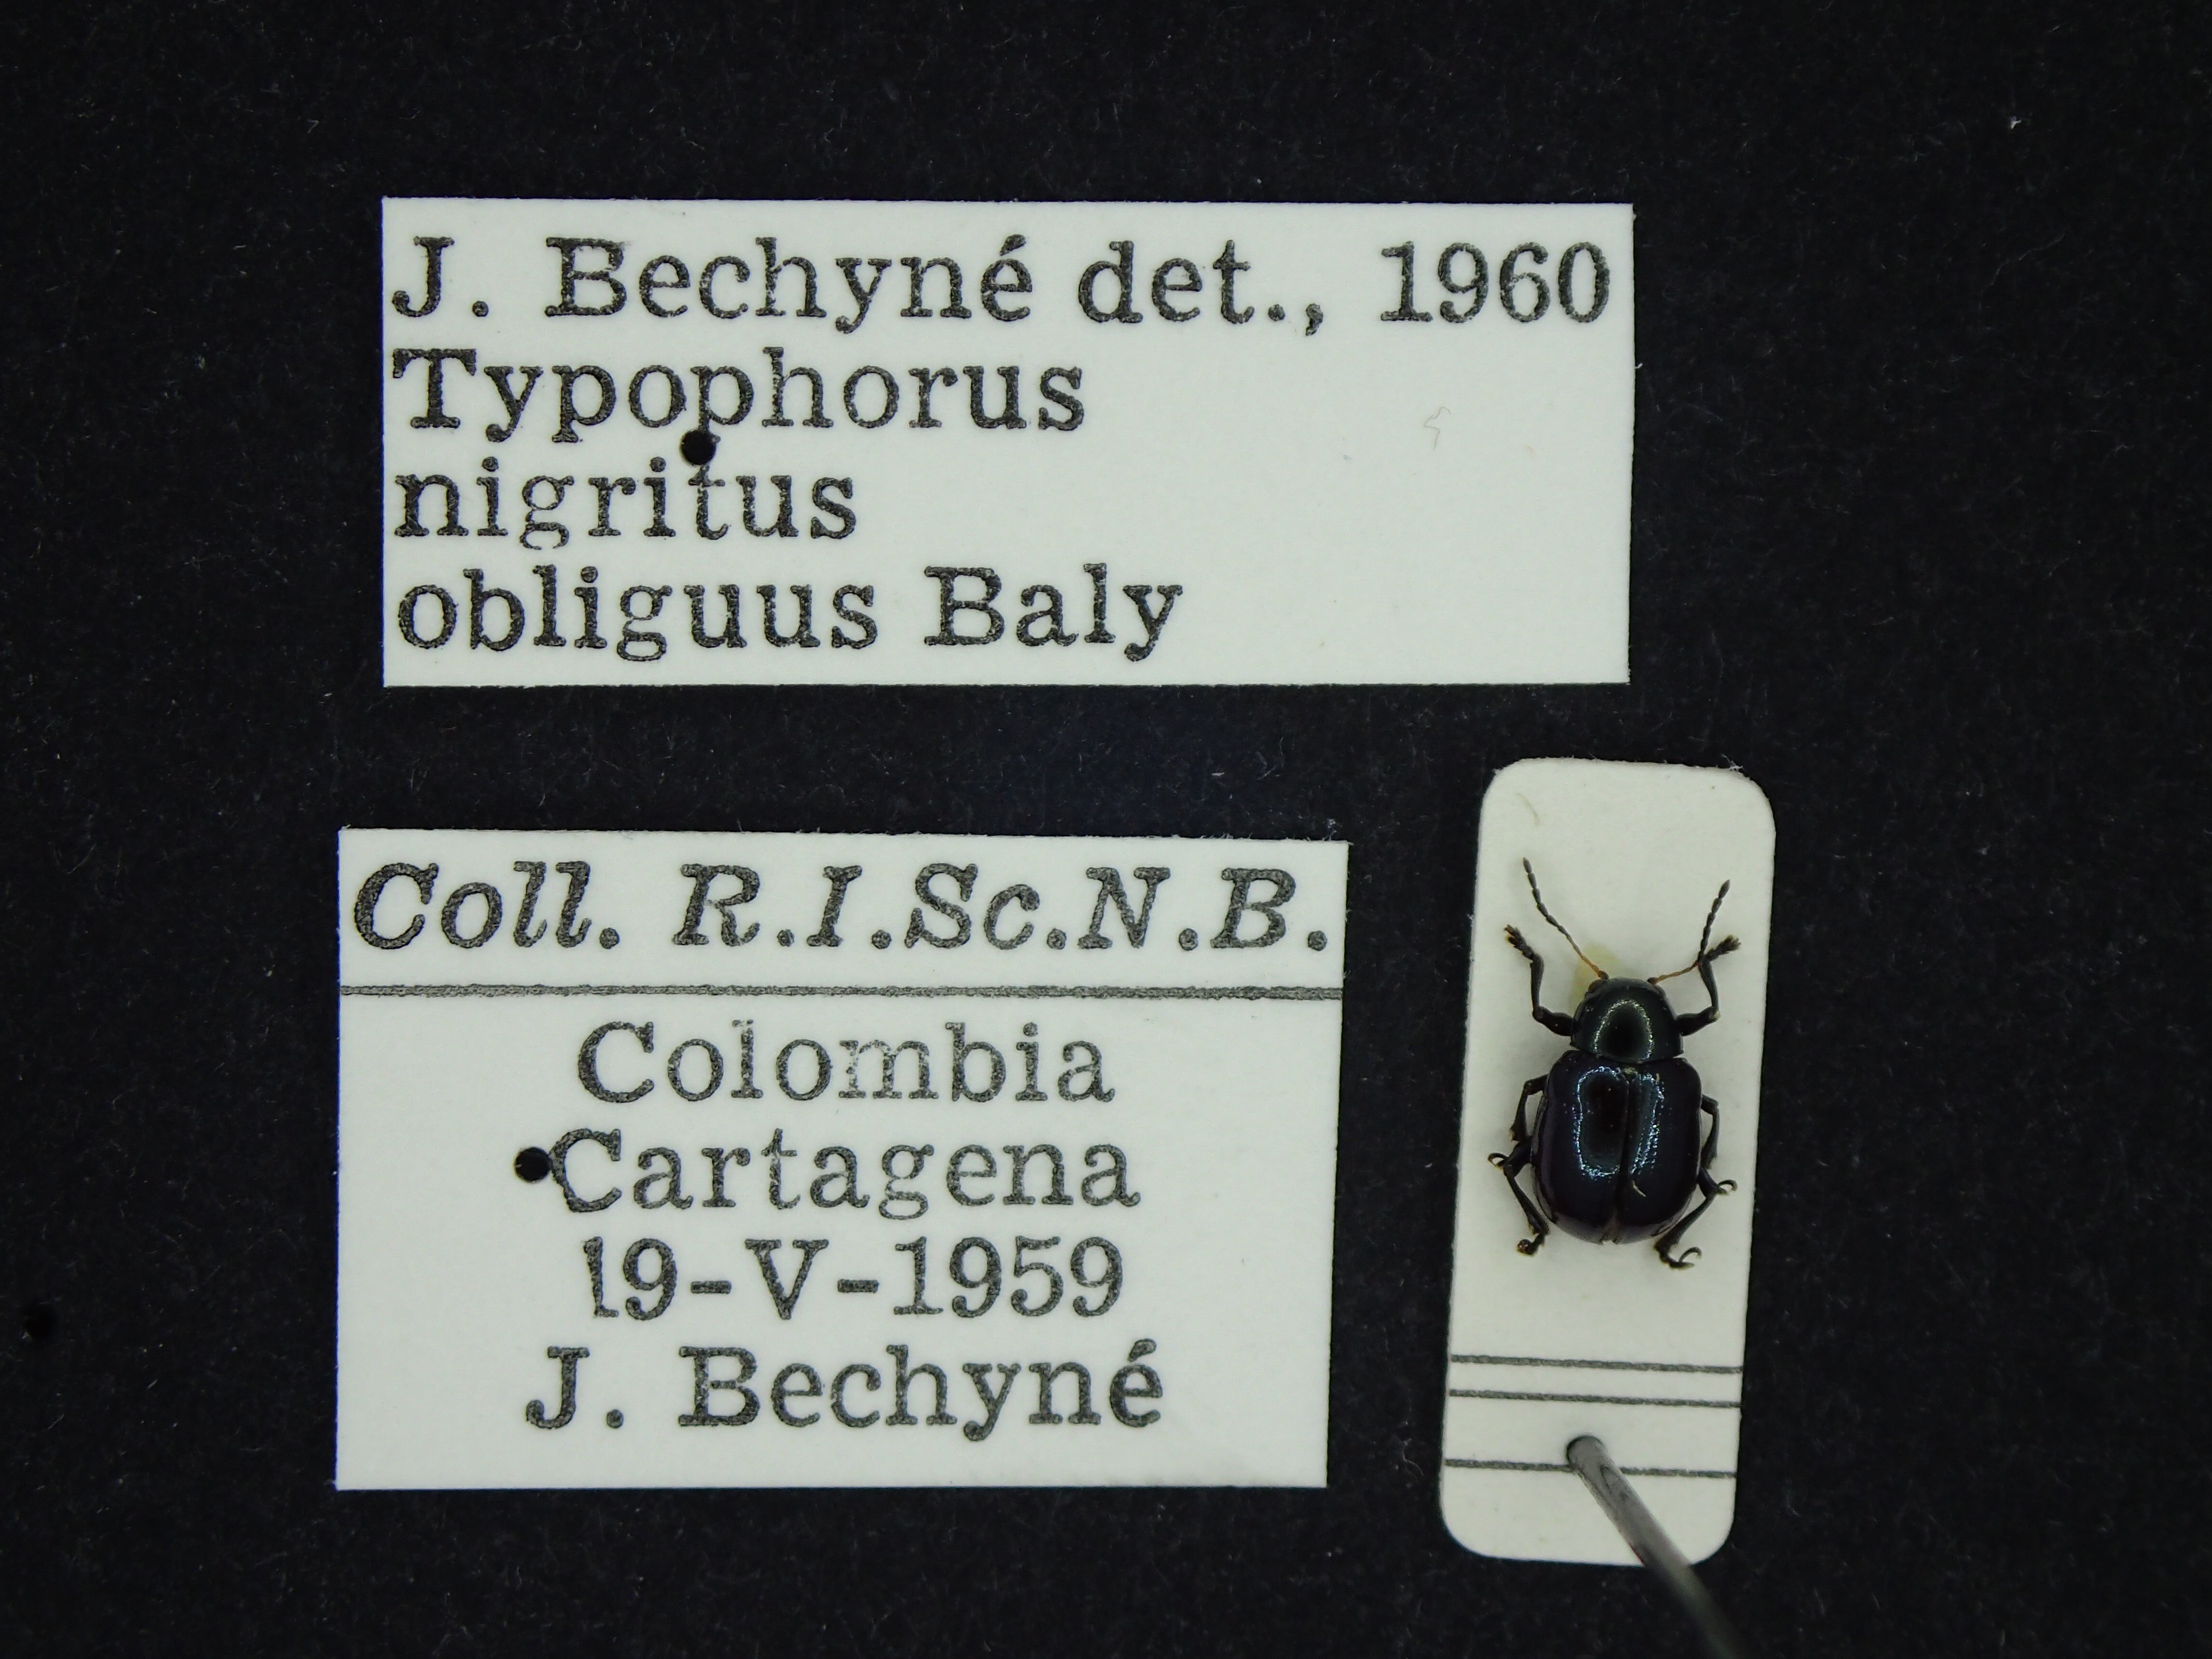 J. Bechyné det., 1960
Typophorus
nigritus
obliguus Baly
Coll. R.I.Sc.N.B.
Colombia
Cartagena
19-V-1959
J. Bechyné